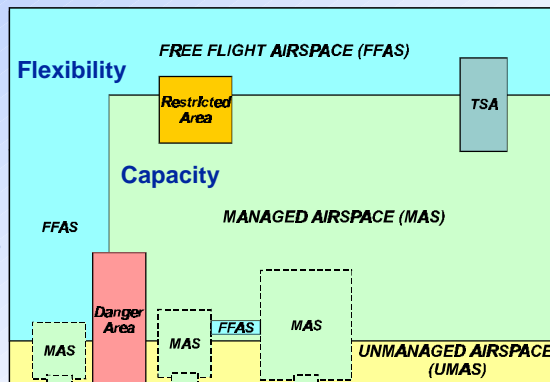 FREE FLIGHT AIRSPACE (FFAS)
Flexibility
Restricted
Area
TSA
Capacity
MANAGED AIRSPACE (MAS)
FFAS
Danger
Area
FFAS
MAS
MAS
MAS
UNMANAGED AIRSPACE
(UMAS)